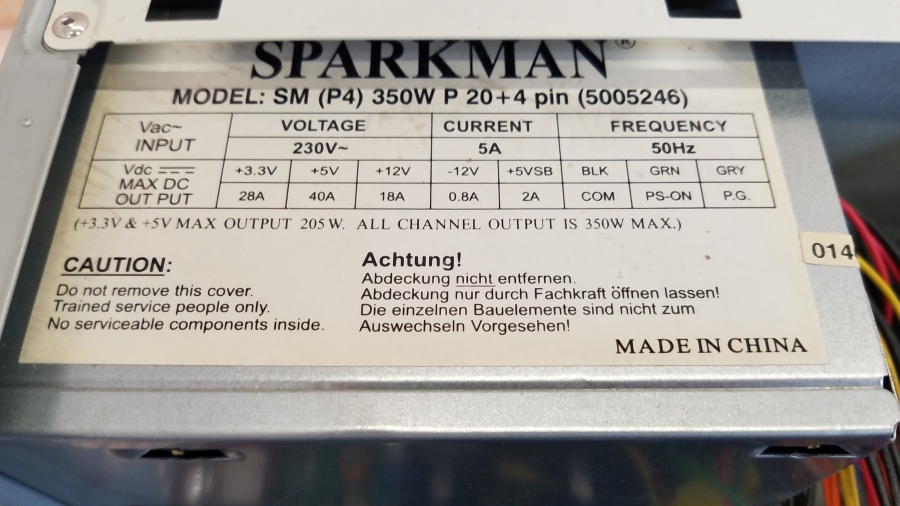 SPARKMAN®
MODEL: SM (P4) 350W P 20+4 pin (5005246)
Vac~ INPUT VOLTAGE CURRENT FREQUENCY
230V~ 5A 50Hz
Vdc MAX DC OUT PUT +3.3V +5V +12V -12V +5VSB BLK GRN GRY
28A 40A 18A 0.8A 2A COM PS-ON P.G.
(+3.3V & +5V MAX OUTPUT 205 W. ALL CHANNEL OUTPUT IS 350W MAX.)
014
CAUTION:
Do not remove this cover.
Trained service people only.
No serviceable components inside.
Achtung!
Abdeckung nicht entfernen.
Abdeckung nur durch Fachkraft öffnen lassen!
Die einzelnen Bauelemente sind nicht zum
Auswechseln Vorgesehen!
MADE IN CHINA